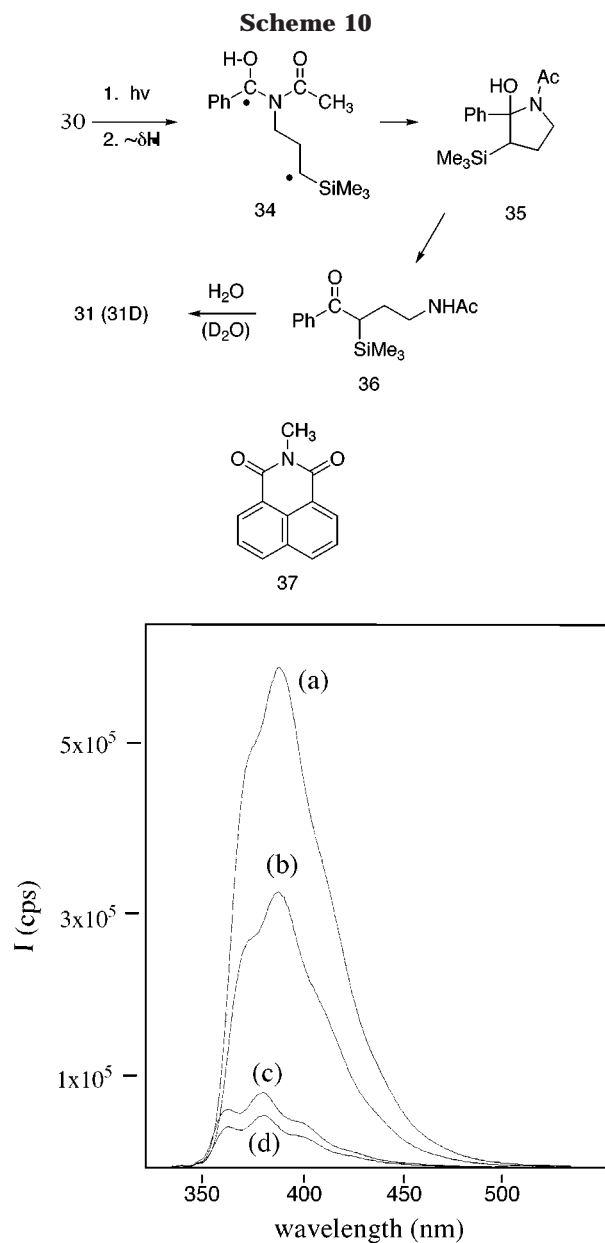 Scheme 10
30
1. hν
2. ~δH•
H-O
O
Ph
C
•
N
C
CH3
•
SiMe3
34
HO
Ac
Ph
N
Me3Si
35
31 (31D)
H2O
(D2O)
O
Ph
NHAc
SiMe3
36
CH3
O
N
O
37
5x10^5
3x10^5
1x10^5
I (cps)
(a)
(b)
(c)
(d)
350
400
450
500
wavelength (nm)